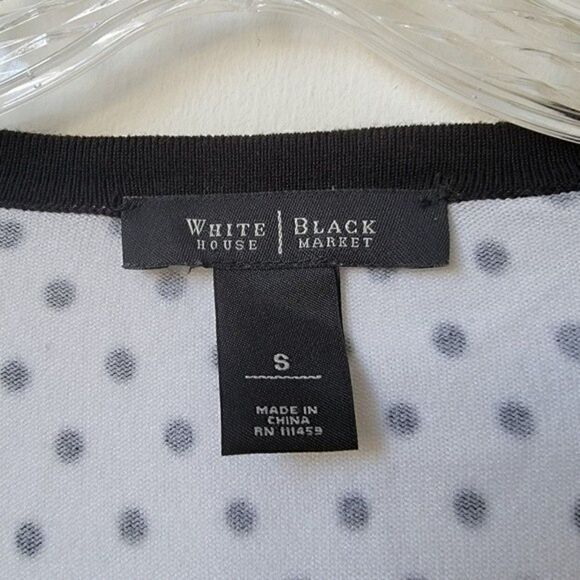 WHITE | BLACK
HOUSE | MARKET
S
MADE IN
CHINA
RN 111459